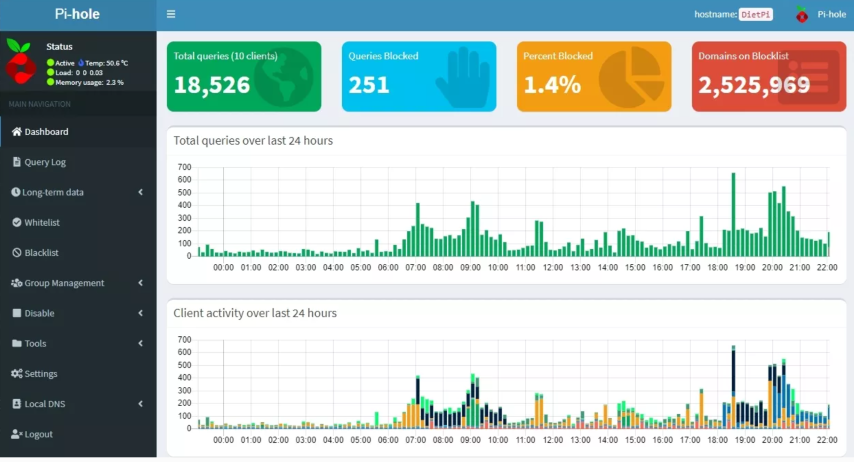 Pi-hole
hostname: DietPi
Pi-hole
Status
Active Temp: 50.6 ºC
Load: 0 0 0.03
Memory usage: 2.3 %
MAIN NAVIGATION
Dashboard
Query Log
Long-term data
Whitelist
Blacklist
Group Management
Disable
Tools
Settings
Local DNS
Logout
Total queries (10 clients)
18,526
Queries Blocked
251
Percent Blocked
1.4%
Domains on Blocklist
2,525,969
Total queries over last 24 hours
700
600
500
400
300
200
100
0
00:00 01:00 02:00 03:00 04:00 05:00 06:00 07:00 08:00 09:00 10:00 11:00 12:00 13:00 14:00 15:00 16:00 17:00 18:00 19:00 20:00 21:00 22:00
Client activity over last 24 hours
700
600
500
400
300
200
100
0
00:00 01:00 02:00 03:00 04:00 05:00 06:00 07:00 08:00 09:00 10:00 11:00 12:00 13:00 14:00 15:00 16:00 17:00 18:00 19:00 20:00 21:00 22:00